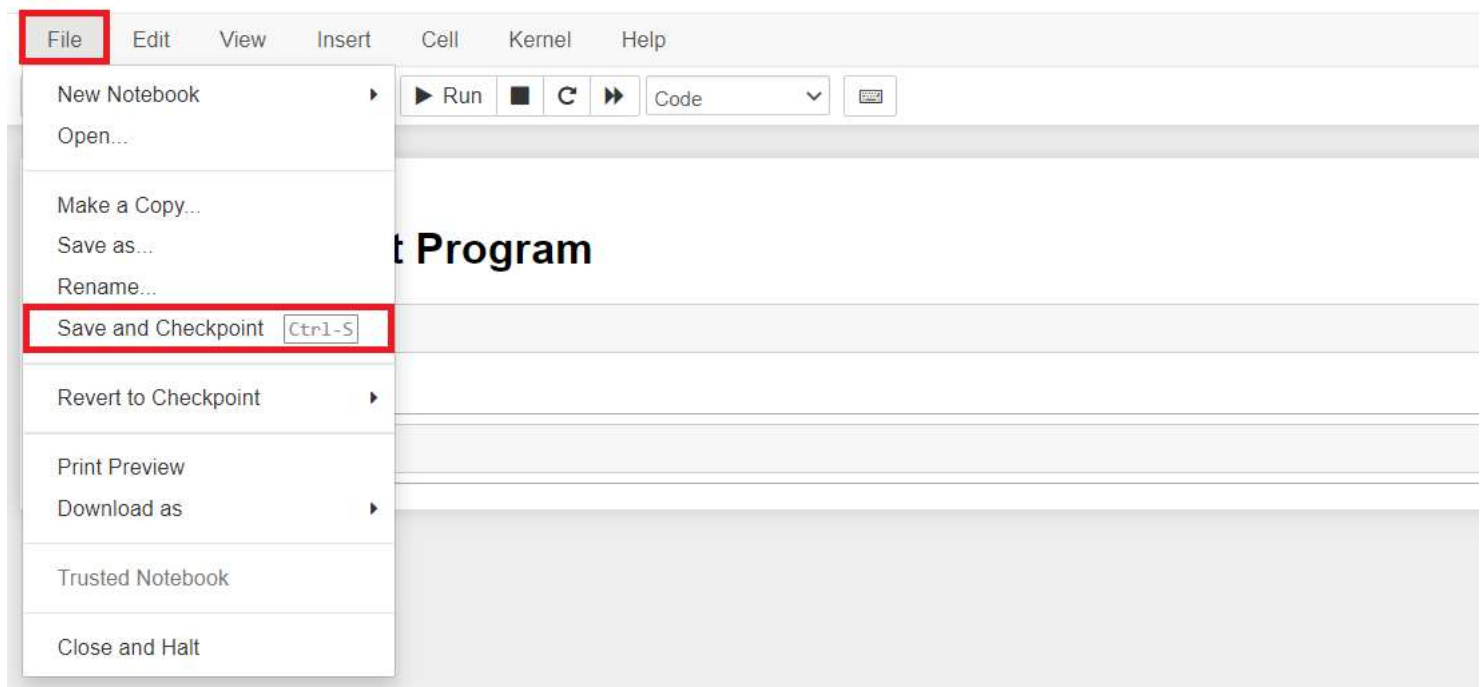 File Edit View Insert Cell Kernel Help
New Notebook
Run
Code
Open...
Make a Copy...
Save as...
t Program
Rename...
Save and Checkpoint Ctrl-S
Revert to Checkpoint
Print Preview
Download as
Trusted Notebook
Close and Halt